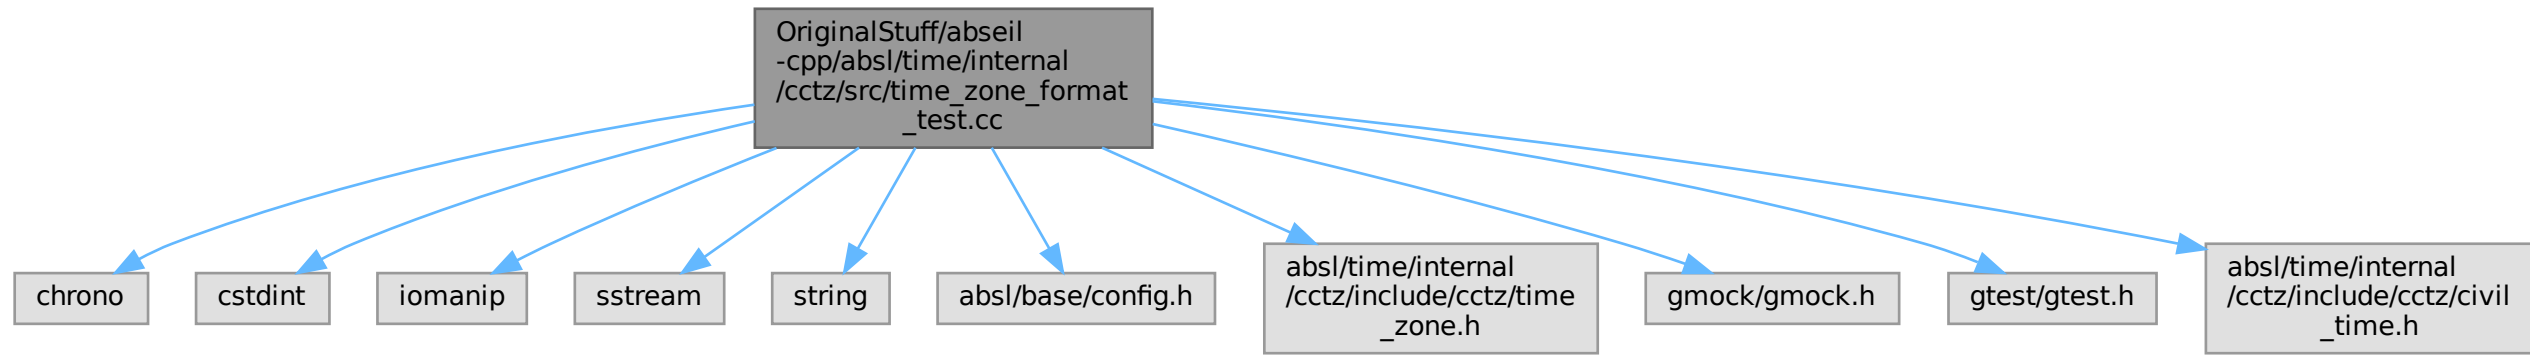 OriginalStuff/abseil
-cpp/absl/time/internal
/cctz/src/time_zone_format
_test.cc
chrono
cstdint
iomanip
sstream
string
absl/base/config.h
absl/time/internal
/cctz/include/cctz/time
_zone.h
gmock/gmock.h
gtest/gtest.h
absl/time/internal
/cctz/include/cctz/civil
_time.h